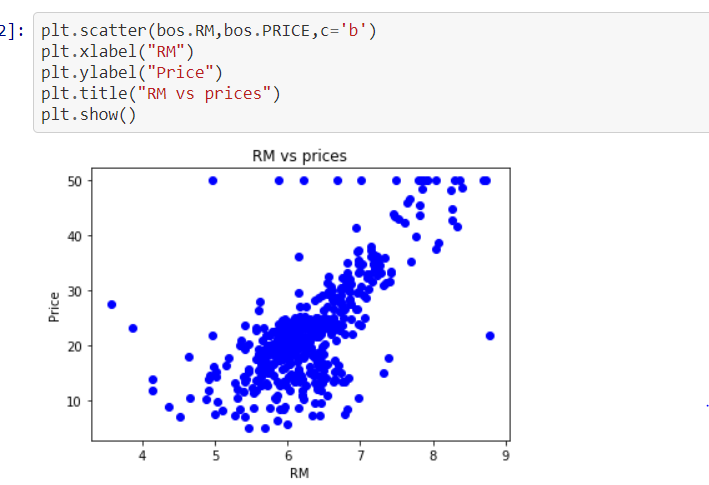 2]: plt.scatter(bos.RM,bos.PRICE,c='b')
plt.xlabel("RM")
plt.ylabel("Price")
plt.title("RM vs prices")
plt.show()
RM vs prices
50
40
30
20
10
Price
4 5 6 7 8 9
RM